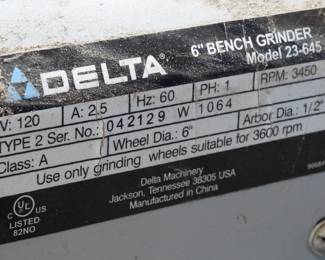 DELTA
6" BENCH GRINDER
Model 23-645
V: 120 A: 2.5 Hz: 60 PH: 1 RPM: 3450
TYPE 2 Ser. No.: 042129 W 1064
Class: A Wheel Dia.: 6" Arbor Dia.: 1/2"
Use only grinding wheels suitable for 3600 rpm
Delta Machinery
Jackson, Tennessee 38305 USA
Manufactured in China
C UL US
LISTED
82NO